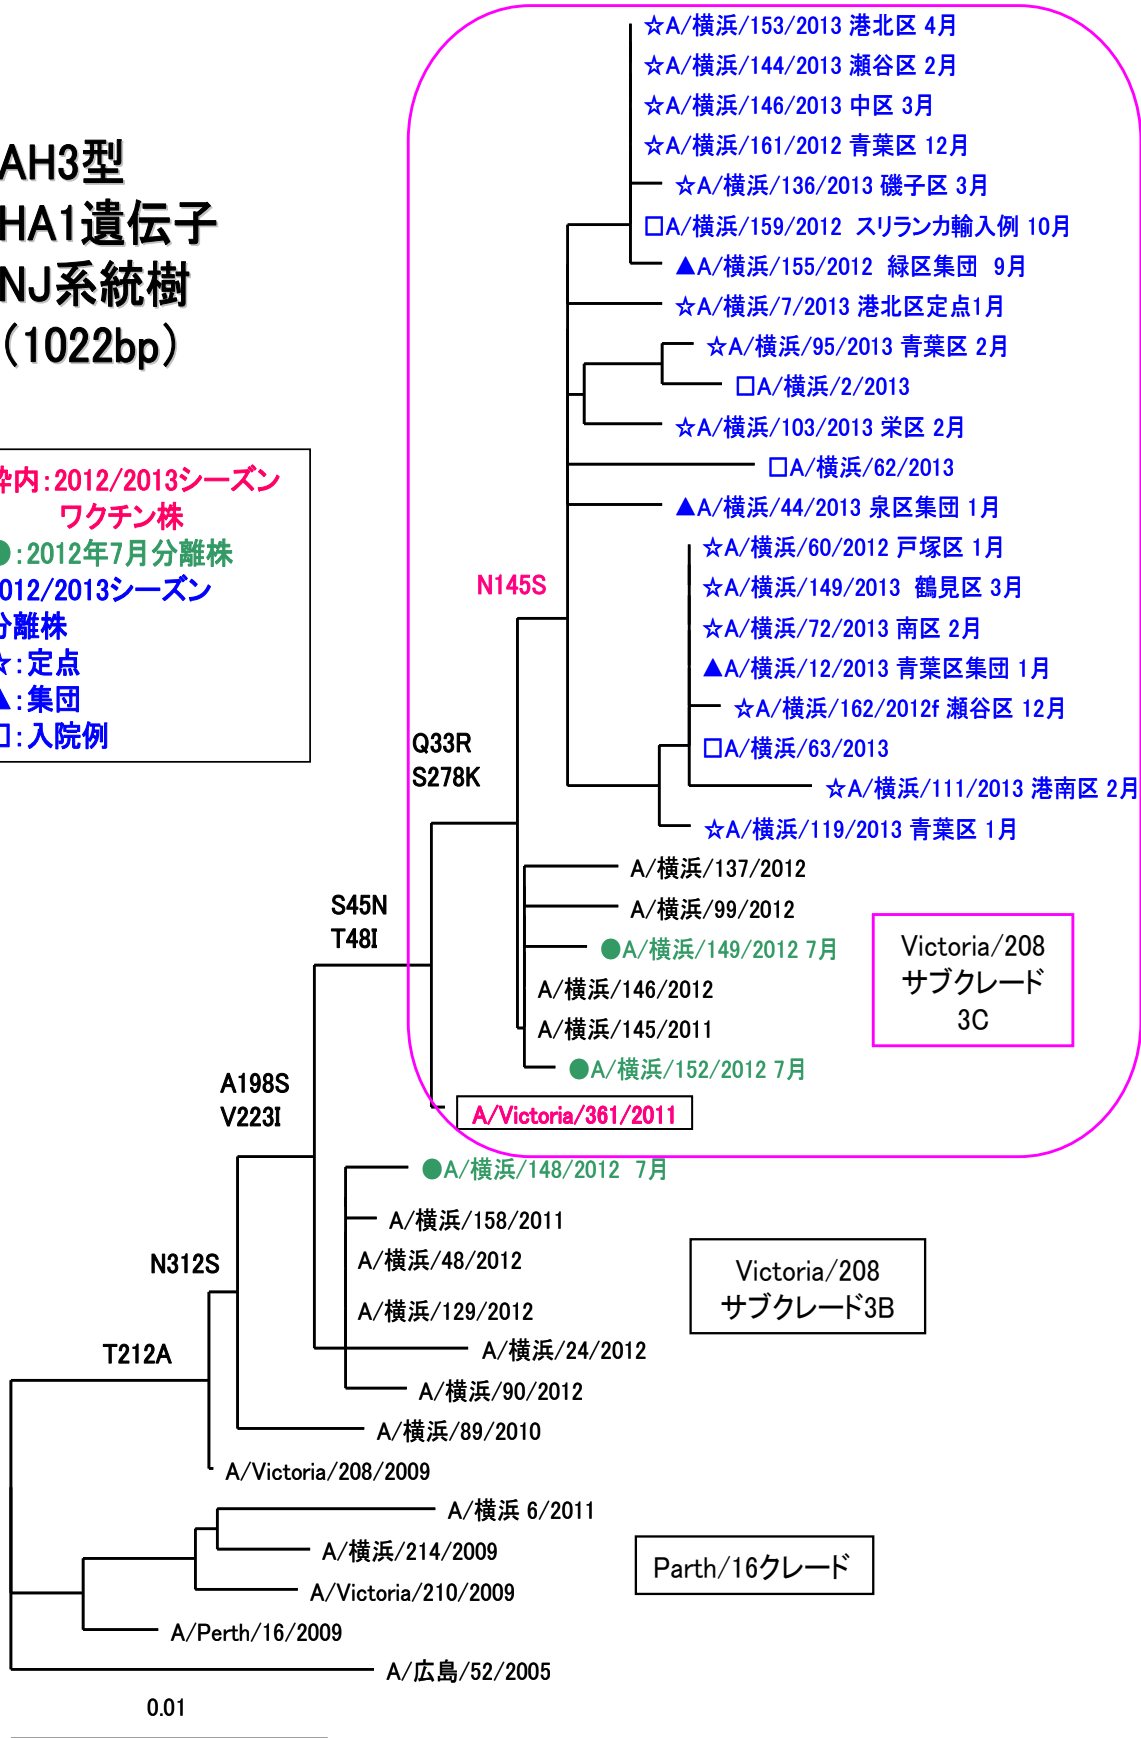 ☆A/横浜/153/2013 港北区 4月
☆A/横浜/144/2013 瀬谷区 2月
☆A/横浜/146/2013 中区 3月
☆A/横浜/161/2012 青葉区 12月
☆A/横浜/136/2013 磯子区 3月
□A/横浜/159/2012 スリランカ輸入例 10月
▲A/横浜/155/2012 緑区集団 9月
☆A/横浜/7/2013 港北区定点1月
☆A/横浜/95/2013 青葉区 2月
□A/横浜/2/2013
☆A/横浜/103/2013 栄区 2月
□A/横浜/62/2013
▲A/横浜/44/2013 泉区集団 1月
☆A/横浜/60/2012 戸塚区 1月
☆A/横浜/149/2013 鶴見区 3月
☆A/横浜/72/2013 南区 2月
▲A/横浜/12/2013 青葉区集団 1月
☆A/横浜/162/2012f 瀬谷区 12月
□A/横浜/63/2013
☆A/横浜/111/2013 港南区 2月
☆A/横浜/119/2013 青葉区 1月
A/横浜/137/2012
A/横浜/99/2012
●A/横浜/149/2012 7月
A/横浜/146/2012
A/横浜/145/2011
●A/横浜/152/2012 7月
A/Victoria/361/2011
●A/横浜/148/2012 7月
A/横浜/158/2011
A/横浜/48/2012
A/横浜/129/2012
A/横浜/24/2012
A/横浜/90/2012
A/横浜/89/2010
A/Victoria/208/2009
A/横浜 6/2011
A/横浜/214/2009
A/Victoria/210/2009
A/Perth/16/2009
A/広島/52/2005
AH3型
HA1遺伝子
NJ系統樹
（1022bp）
枠内：2012/2013シーズン
ワクチン株
●：2012年7月分離株
012/2013シーズン
分離株
☆：定点
▲：集団
□：入院例
N145S
Q33R
S278K
S45N
T48I
A198S
V223I
N312S
T212A
Victoria/208
サブクレード
3C
Victoria/208
サブクレード3B
Parth/16クレード
0.01